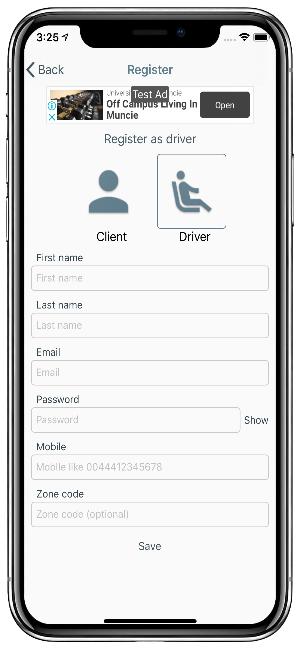 3:25
Back
Register
Test Ad
Off Campus Living In
Muncie
Open
Register as driver
Client
Driver
First name
First name
Last name
Last name
Email
Email
Password
Password
Show
Mobile
Mobile like 0044412345678
Zone code
Zone code (optional)
Save